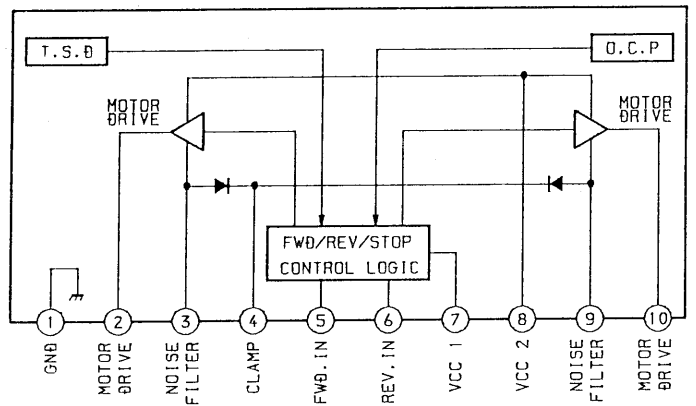 T.S.D
O.C.P
MOTOR
DRIVE
MOTOR
DRIVE
FWD/REV/STOP
CONTROL LOGIC
1
2
3
4
5
6
7
8
9
10
GND
MOTOR
DRIVE
NOISE
FILTER
CLAMP
FWD.IN
REV.IN
VCC 1
VCC 2
NOISE
FILTER
MOTOR
DRIVE